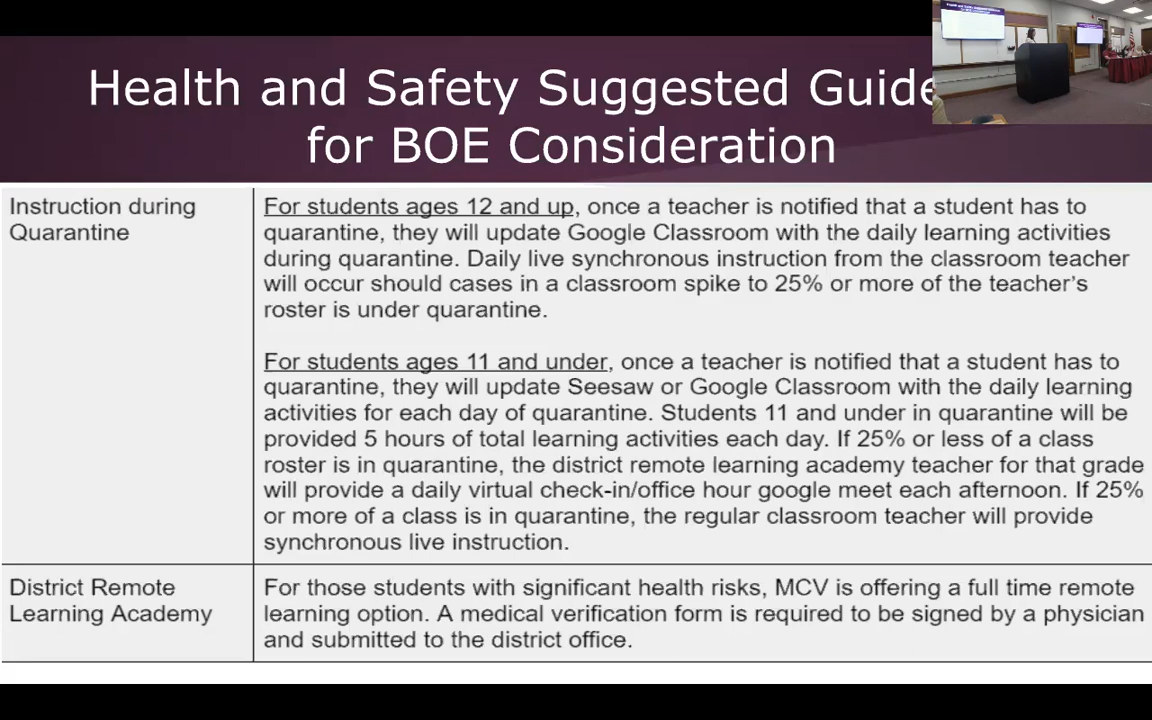 Health and Safety Suggested Guide
for BOE Consideration
Instruction during
Quarantine
For students ages 12 and up, once a teacher is notified that a student has to
quarantine, they will update Google Classroom with the daily learning activities
during quarantine. Daily live synchronous instruction from the classroom teacher
will occur should cases in a classroom spike to 25% or more of the teacher's
roster is under quarantine.
For students ages 11 and under, once a teacher is notified that a student has to
quarantine, they will update Seesaw or Google Classroom with the daily learning
activities for each day of quarantine. Students 11 and under in quarantine will be
provided 5 hours of total learning activities each day. If 25% or less of a class
roster is in quarantine, the district remote learning academy teacher for that grade
will provide a daily virtual check-in/office hour google meet each afternoon. If 25%
or more of a class is in quarantine, the regular classroom teacher will provide
synchronous live instruction.
District Remote
Learning Academy
For those students with significant health risks, MCV is offering a full time remote
learning option. A medical verification form is required to be signed by a physician
and submitted to the district office.